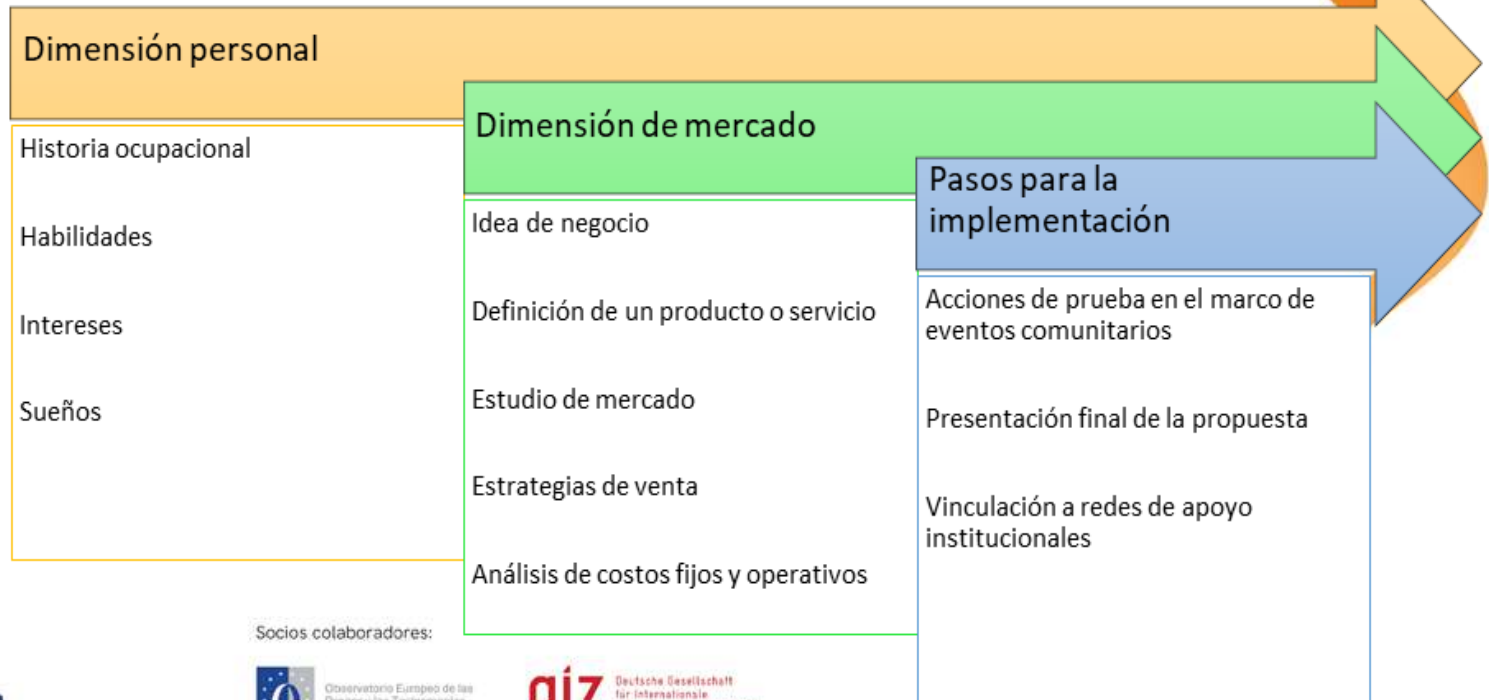 Dimensión personal
Historia ocupacional
Habilidades
Intereses
Sueños
Dimensión de mercado
Idea de negocio
Definición de un producto o servicio
Estudio de mercado
Estrategias de venta
Análisis de costos fijos y operativos
Pasos para la
implementación
Acciones de prueba en el marco de
eventos comunitarios
Presentación final de la propuesta
Vinculación a redes de apoyo
institucionales
Socios colaboradores:
Observatorio Europeo de las
giz
Deutsche Gesellschaft
für Internationale